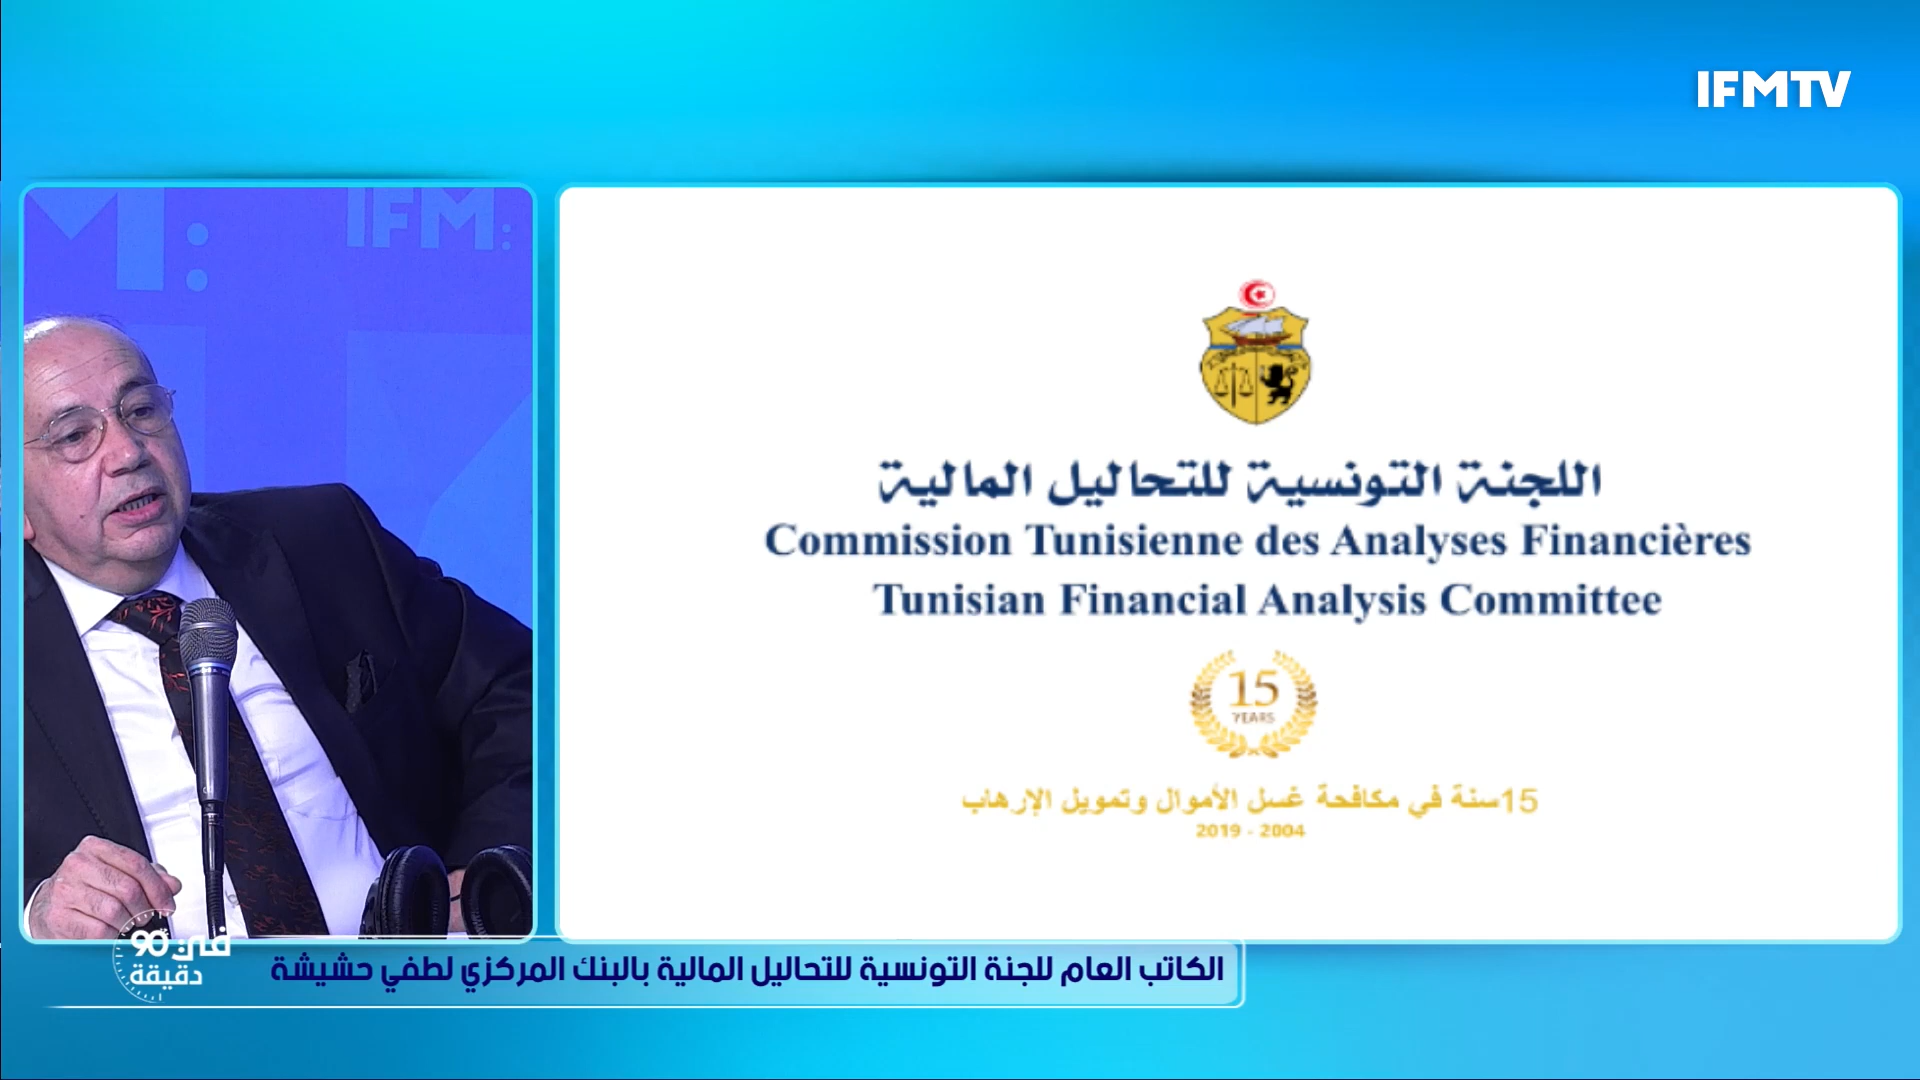 IFMTV
IFM:
M:
اللجنة التونسية للتحاليل المالية
Commission Tunisienne des Analyses Financières
Tunisian Financial Analysis Committee
15
YEARS
15سنة في مكافحة غسل الأموال وتمويل الإرهاب
2019 - 2004
الكاتب العام للجنة التونسية للتحاليل المالية بالبنك المركزي لطفي حشيشة
في 90
دقيقة